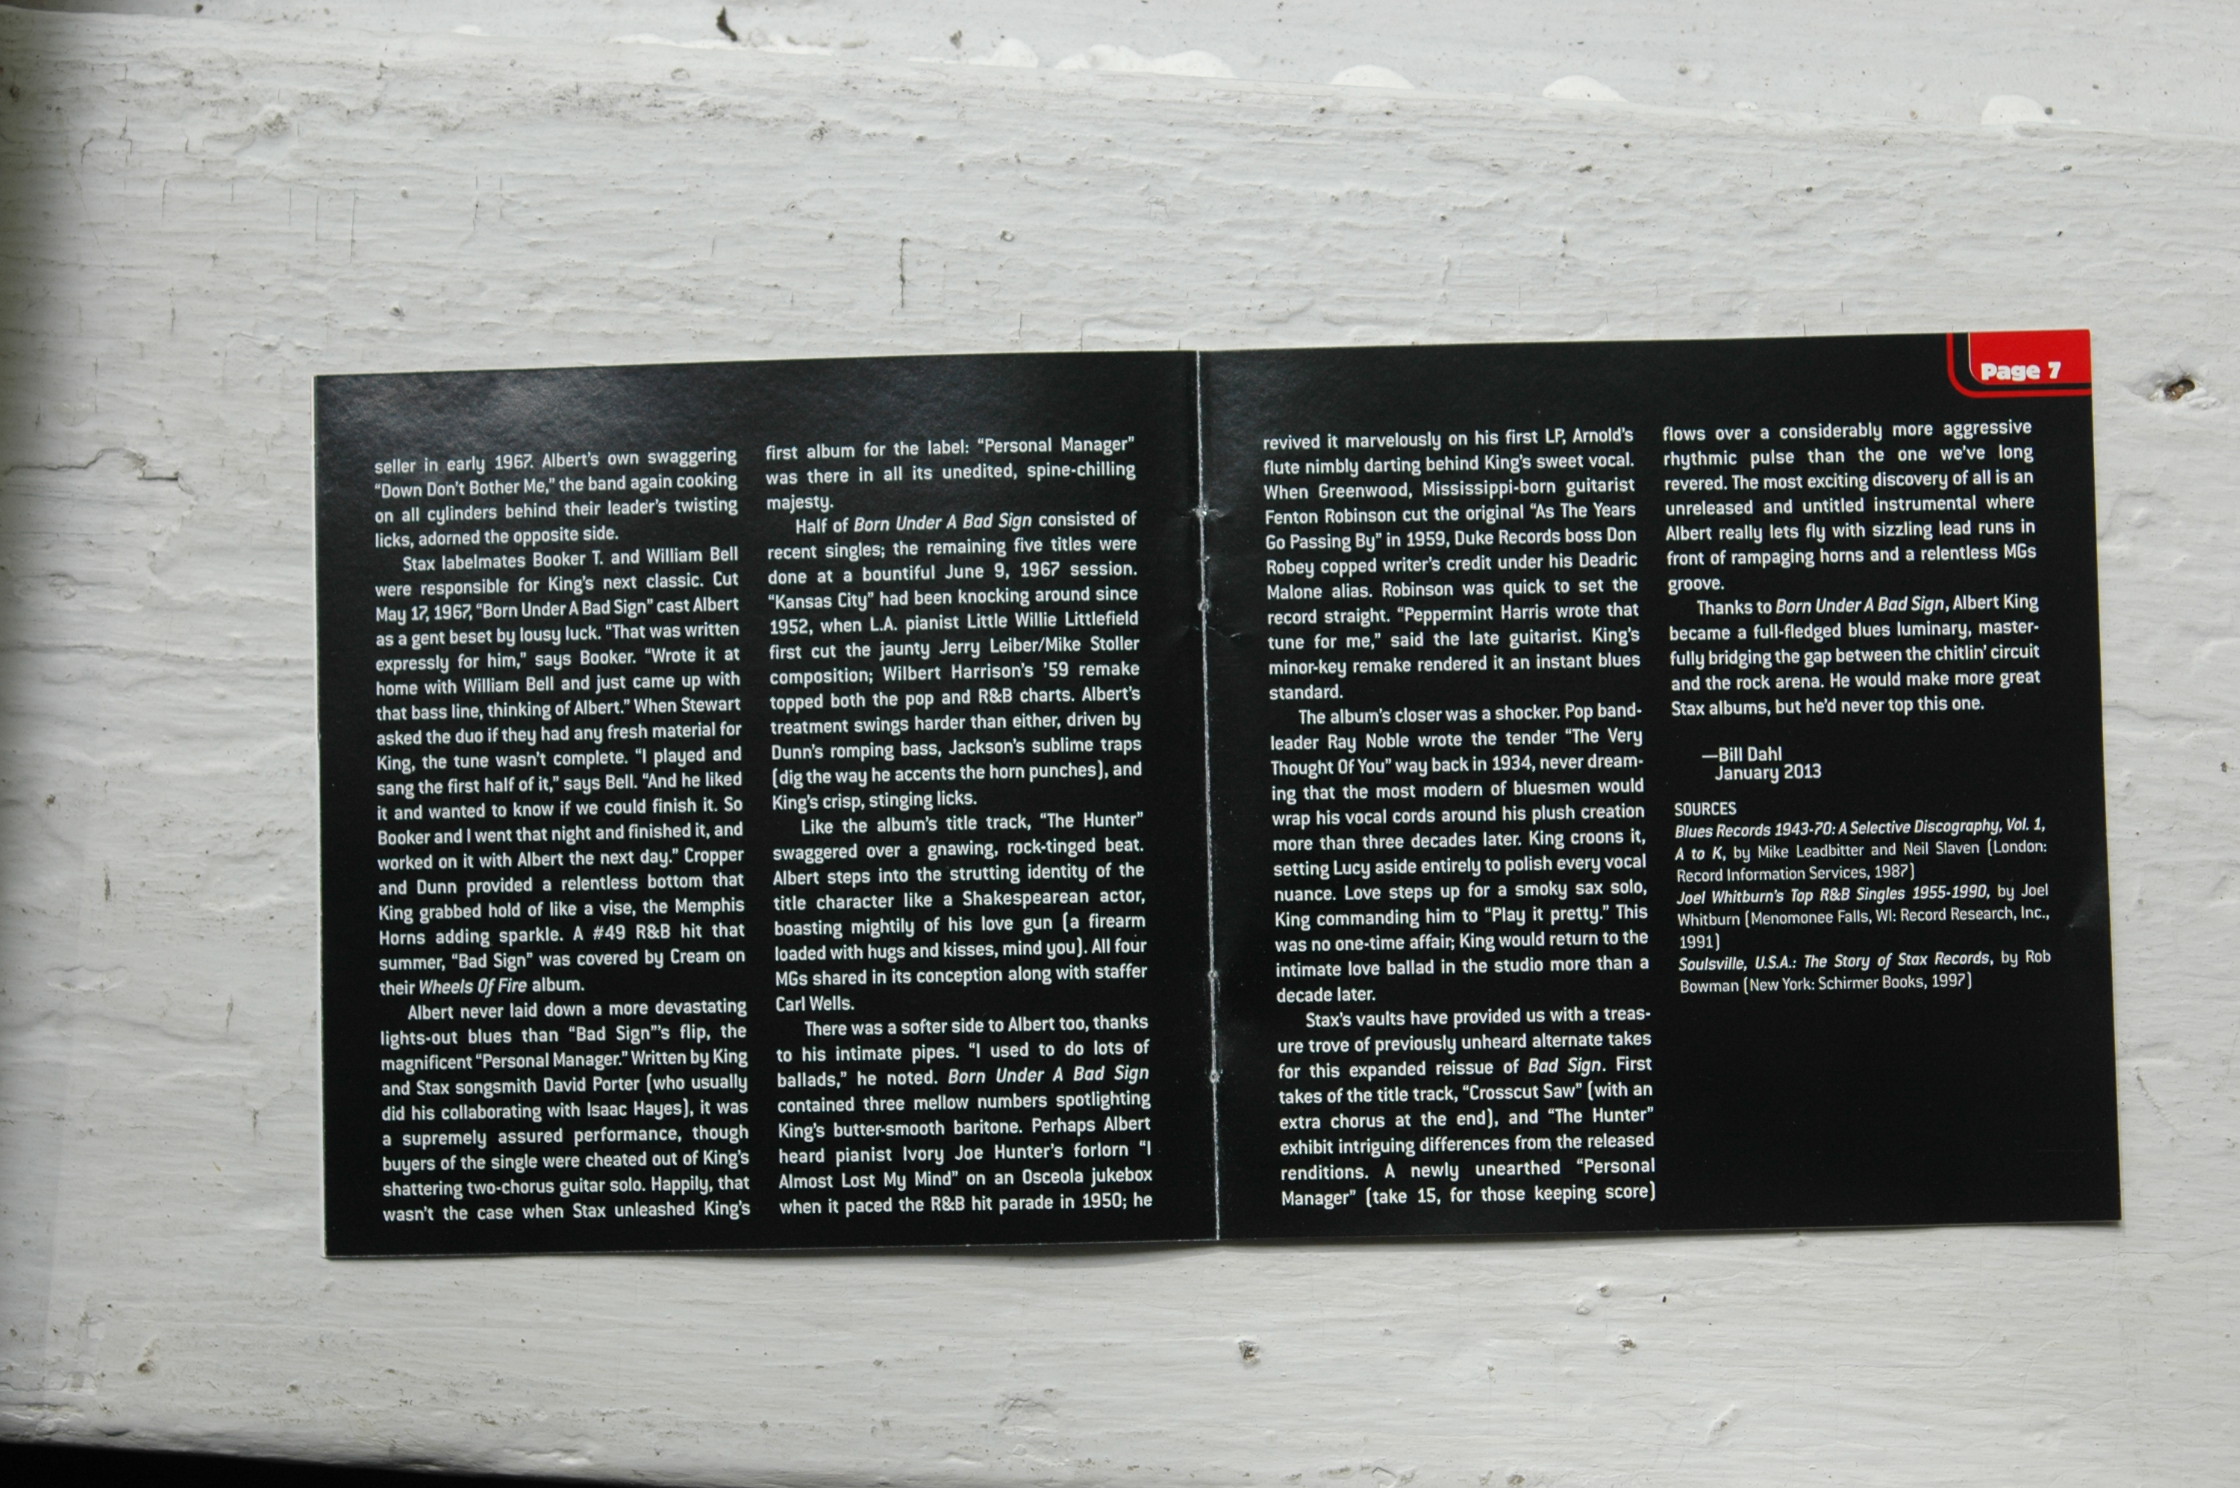 seller in early 1967. Albert's own swaggering
“Down Don't Bother Me,” the band again cooking
on all cylinders behind their leader's twisting
licks, adorned the opposite side.
Stax labelmates Booker T. and William Bell
were responsible for King's next classic. Cut
May 17, 1967, “Born Under A Bad Sign” cast Albert
as a gent beset by lousy luck. “That was written
expressly for him,” says Booker. “Wrote it at
home with William Bell and just came up with
that bass line, thinking of Albert.” When Stewart
asked the duo if they had any fresh material for
King, the tune wasn't complete. “I played and
sang the first half of it,” says Bell. “And he liked
it and wanted to know if we could finish it. So
Booker and I went that night and finished it, and
worked on it with Albert the next day.” Cropper
and Dunn provided a relentless bottom that
King grabbed hold of like a vise, the Memphis
Horns adding sparkle. A #49 R&B hit that
summer, “Bad Sign” was covered by Cream on
their Wheels Of Fire album.
Albert never laid down a more devastating
lights-out blues than “Bad Sign”'s flip, the
magnificent “Personal Manager.” Written by King
and Stax songsmith David Porter (who usually
did his collaborating with Isaac Hayes), it was
a supremely assured performance, though
buyers of the single were cheated out of King's
shattering two-chorus guitar solo. Happily, that
wasn't the case when Stax unleashed King's
first album for the label: “Personal Manager”
was there in all its unedited, spine-chilling
majesty.
Half of Born Under A Bad Sign consisted of
recent singles; the remaining five titles were
done at a bountiful June 9, 1967 session.
“Kansas City” had been knocking around since
1952, when L.A. pianist Little Willie Littlefield
first cut the jaunty Jerry Leiber/Mike Stoller
composition; Wilbert Harrison's '59 remake
topped both the pop and R&B charts. Albert's
treatment swings harder than either, driven by
Dunn's romping bass, Jackson's sublime traps
(dig the way he accents the horn punches), and
King's crisp, stinging licks.
Like the album's title track, “The Hunter”
swaggered over a gnawing, rock-tinged beat.
Albert steps into the strutting identity of the
title character like a Shakespearean actor,
boasting mightily of his love gun (a firearm
loaded with hugs and kisses, mind you). All four
MGs shared in its conception along with staffer
Carl Wells.
There was a softer side to Albert too, thanks
to his intimate pipes. “I used to do lots of
ballads,” he noted. Born Under A Bad Sign
contained three mellow numbers spotlighting
King's butter-smooth baritone. Perhaps Albert
heard pianist Ivory Joe Hunter's forlorn “I
Almost Lost My Mind” on an Osceola jukebox
when it paced the R&B hit parade in 1950; he
Page 7
revived it marvelously on his first LP, Arnold's
flute nimbly darting behind King's sweet vocal.
When Greenwood, Mississippi-born guitarist
Fenton Robinson cut the original “As The Years
Go Passing By” in 1959, Duke Records boss Don
Robey copped writer's credit under his Deadric
Malone alias. Robinson was quick to set the
record straight. “Peppermint Harris wrote that
tune for me,” said the late guitarist. King's
minor-key remake rendered it an instant blues
standard.
The album's closer was a shocker. Pop band-
leader Ray Noble wrote the tender “The Very
Thought Of You” way back in 1934, never dream-
ing that the most modern of bluesmen would
wrap his vocal cords around his plush creation
more than three decades later. King croons it,
setting Lucy aside entirely to polish every vocal
nuance. Love steps up for a smoky sax solo,
King commanding him to “Play it pretty.” This
was no one-time affair; King would return to the
intimate love ballad in the studio more than a
decade later.
Stax's vaults have provided us with a treas-
ure trove of previously unheard alternate takes
for this expanded reissue of Bad Sign. First
takes of the title track, “Crosscut Saw” (with an
extra chorus at the end), and “The Hunter”
exhibit intriguing differences from the released
renditions. A newly unearthed “Personal
Manager” (take 15, for those keeping score)
flows over a considerably more aggressive
rhythmic pulse than the one we've long
revered. The most exciting discovery of all is an
unreleased and untitled instrumental where
Albert really lets fly with sizzling lead runs in
front of rampaging horns and a relentless MGs
groove.
Thanks to Born Under A Bad Sign, Albert King
became a full-fledged blues luminary, master-
fully bridging the gap between the chitlin' circuit
and the rock arena. He would make more great
Stax albums, but he'd never top this one.
—Bill Dahl
January 2013
SOURCES
Blues Records 1943-70: A Selective Discography, Vol. 1,
A to K, by Mike Leadbitter and Neil Slaven (London:
Record Information Services, 1987)
Joel Whitburn's Top R&B Singles 1955-1990, by Joel
Whitburn (Menomonee Falls, WI: Record Research, Inc.,
1991)
Soulsville, U.S.A.: The Story of Stax Records, by Rob
Bowman (New York: Schirmer Books, 1997)